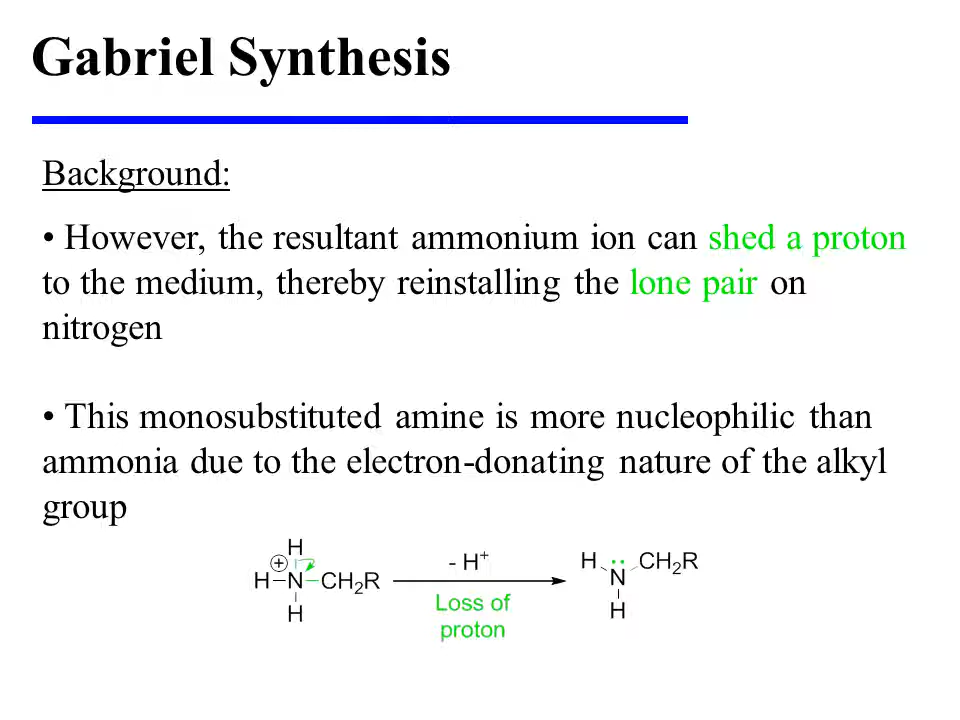 Gabriel Synthesis
Background:
• However, the resultant ammonium ion can shed a proton
to the medium, thereby reinstalling the lone pair on
nitrogen
• This monosubstituted amine is more nucleophilic than
ammonia due to the electron-donating nature of the alkyl
group
H
+
H N CH₂R
H
- H⁺
Loss of
proton
H N CH₂R
H